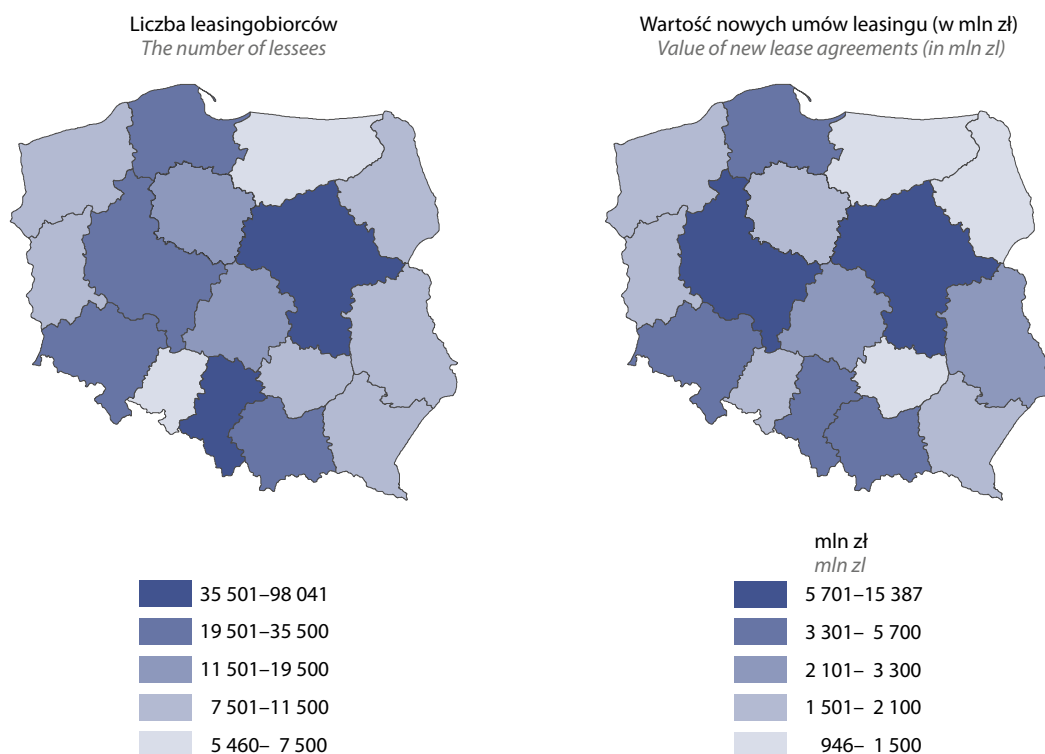 Liczba leasingobiorców
The number of lessees
35 501–98 041
19 501–35 500
11 501–19 500
7 501–11 500
5 460– 7 500
Wartość nowych umów leasingu (w mln zł)
Value of new lease agreements (in mln zl)
mln zł
mln zl
5 701–15 387
3 301– 5 700
2 101– 3 300
1 501– 2 100
946– 1 500